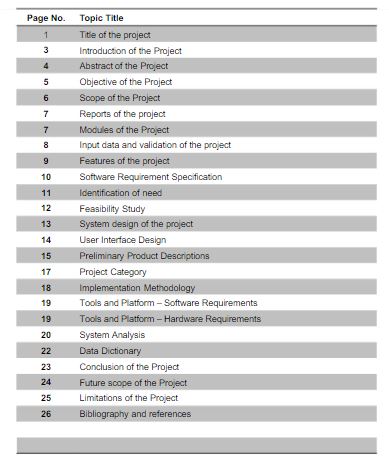 Page No. Topic Title
1 Title of the project
3 Introduction of the Project
4 Abstract of the Project
5 Objective of the Project
6 Scope of the Project
7 Reports of the project
7 Modules of the Project
8 Input data and validation of the project
9 Features of the project
10 Software Requirement Specification
11 Identification of need
12 Feasibility Study
13 System design of the project
14 User Interface Design
15 Preliminary Product Descriptions
17 Project Category
18 Implementation Methodology
19 Tools and Platform – Software Requirements
19 Tools and Platform – Hardware Requirements
20 System Analysis
22 Data Dictionary
23 Conclusion of the Project
24 Future scope of the Project
25 Limitations of the Project
26 Bibliography and references